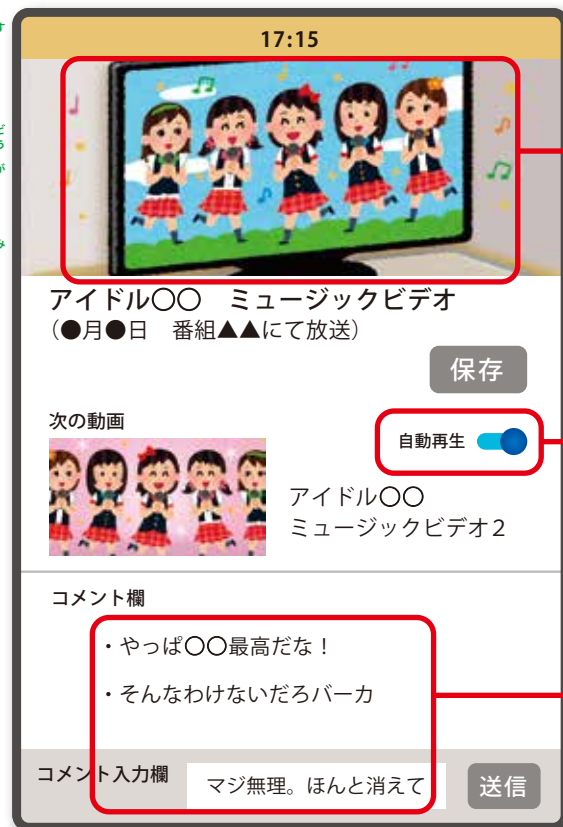 17:15
アイドル〇〇　ミュージックビデオ
（●月●日　番組▲▲にて放送）
保存
次の動画
自動再生
アイドル〇〇
ミュージックビデオ２
コメント欄
・やっぱ〇〇最高だな！
・そんなわけないだろバーカ
コメント入力欄
マジ無理。ほんと消えて
送信